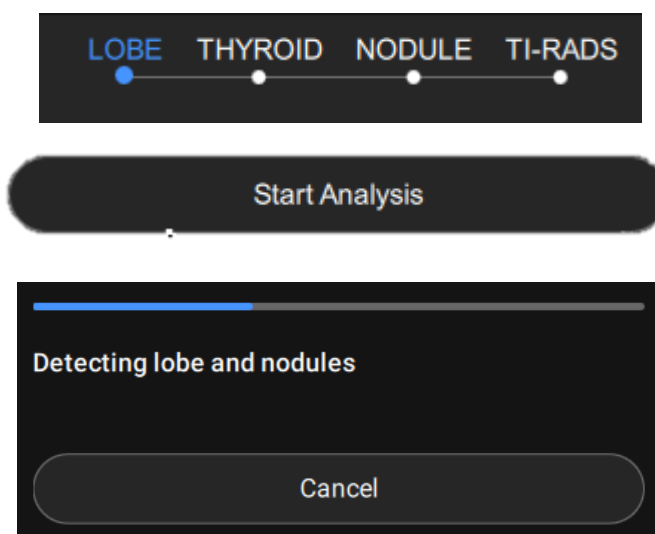 LOBE THYROID NODULE TI-RADS
Start Analysis
Detecting lobe and nodules
Cancel